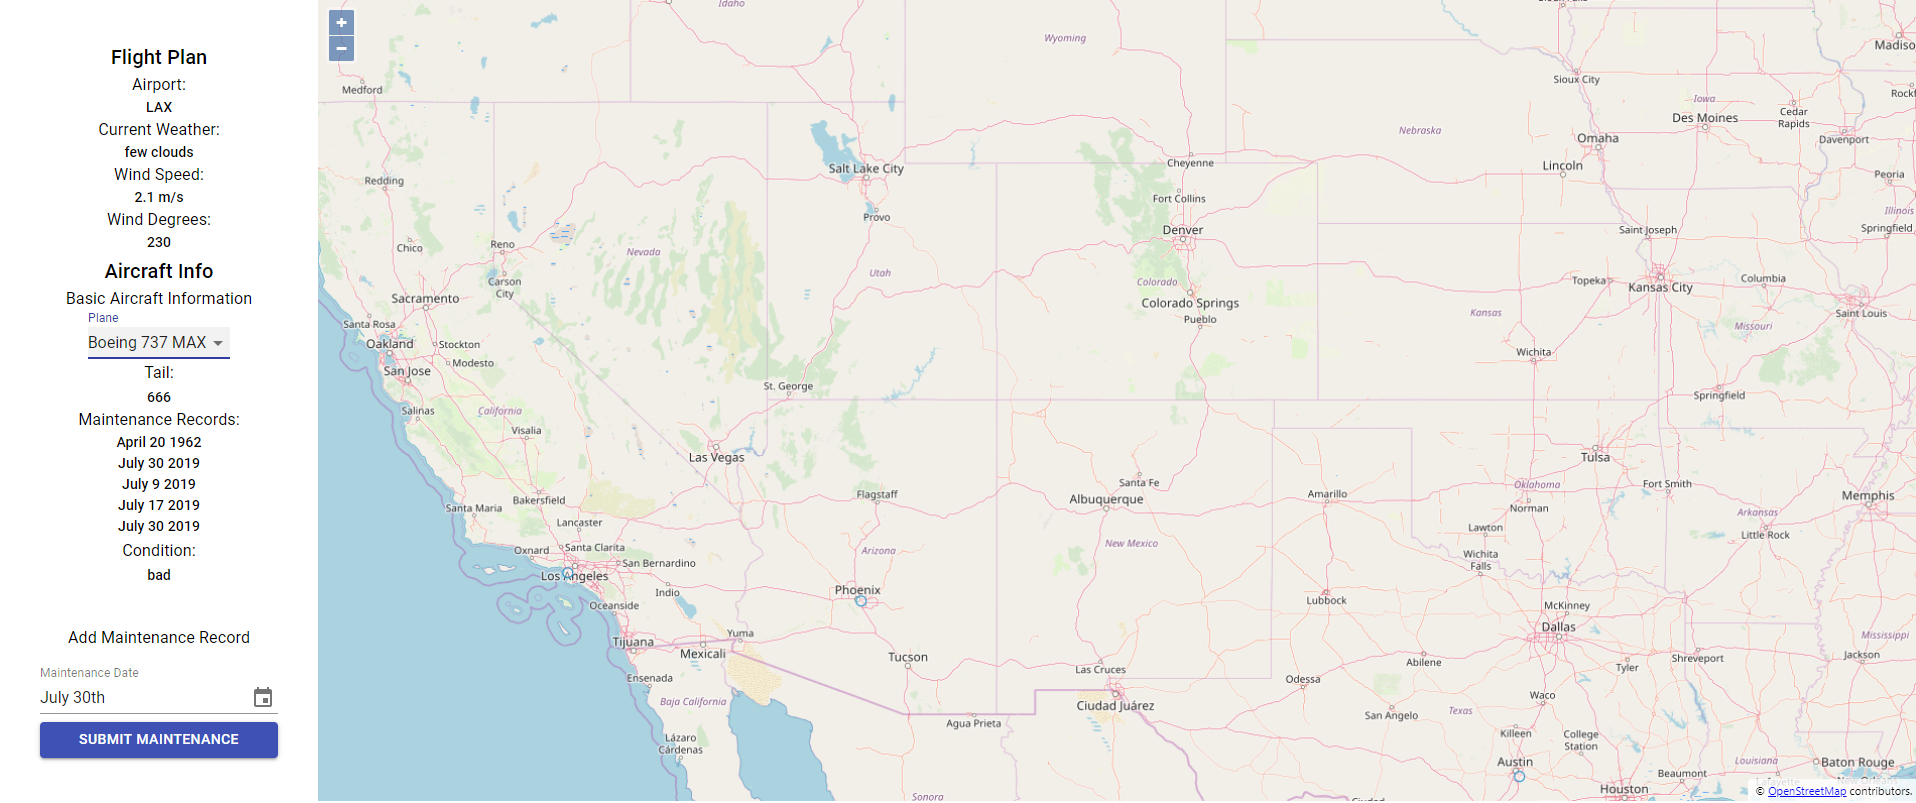 Flight Plan
Airport:
LAX
Current Weather:
few clouds
Wind Speed:
2.1 m/s
Wind Degrees:
230
Aircraft Info
Basic Aircraft Information
Plane
Boeing 737 MAX
Tail:
666
Maintenance Records:
April 20 1962
July 30 2019
July 9 2019
July 17 2019
July 30 2019
Condition:
bad
Add Maintenance Record
Maintenance Date
July 30th
SUBMIT MAINTENANCE
+
−
Idaho
Wyoming
Madiso
Medford
Sioux City
Rockf
Iowa
Des Moines
Cedar
Rapids
Nebraska
Omaha
Davenport
Cheyenne
Lincoln
Salt Lake City
Redding
Peoria
Fort Collins
Provo
Illinois
Denver
Saint Joseph
Springfield
Chico
Reno
Nevada
Utah
Colorado
Topeka
Columbia
Carson
City
Kansas City
Sacramento
Colorado Springs
Pueblo
Kansas
Saint Louis
Santa Rosa
Missouri
Oakland
Stockton
Wichita
Modesto
San Jose
St. George
Springfield
Salinas
California
Visalia
Las Vegas
Tulsa
Santa Fe
Fort Smith
Oklahoma
Flagstaff
Amarillo
Memphis
Bakersfield
Albuquerque
Santa Maria
Norman
Arkansas
Lancaster
Lawton
Little Rock
New Mexico
Oxnard
Santa Clarita
Arizona
Wichita
Falls
San Bernardino
Los Angeles
Phoenix
Indio
Lubbock
Oceanside
McKinney
Dallas
Yuma
Mississippi
Tijuana
Mexicali
Tucson
Jackson
Shreveport
Abilene
Tyler
Las Cruces
Ensenada
Odessa
Waco
Baja California
Ciudad Juárez
Texas
San Angelo
Agua Prieta
Killeen
College
Station
Lázaro
Cárdenas
Austin
Louisiana
Baton Rouge
Beaumont
Lafayette
New Orleans
Houston
Sonora
© OpenStreetMap contributors.